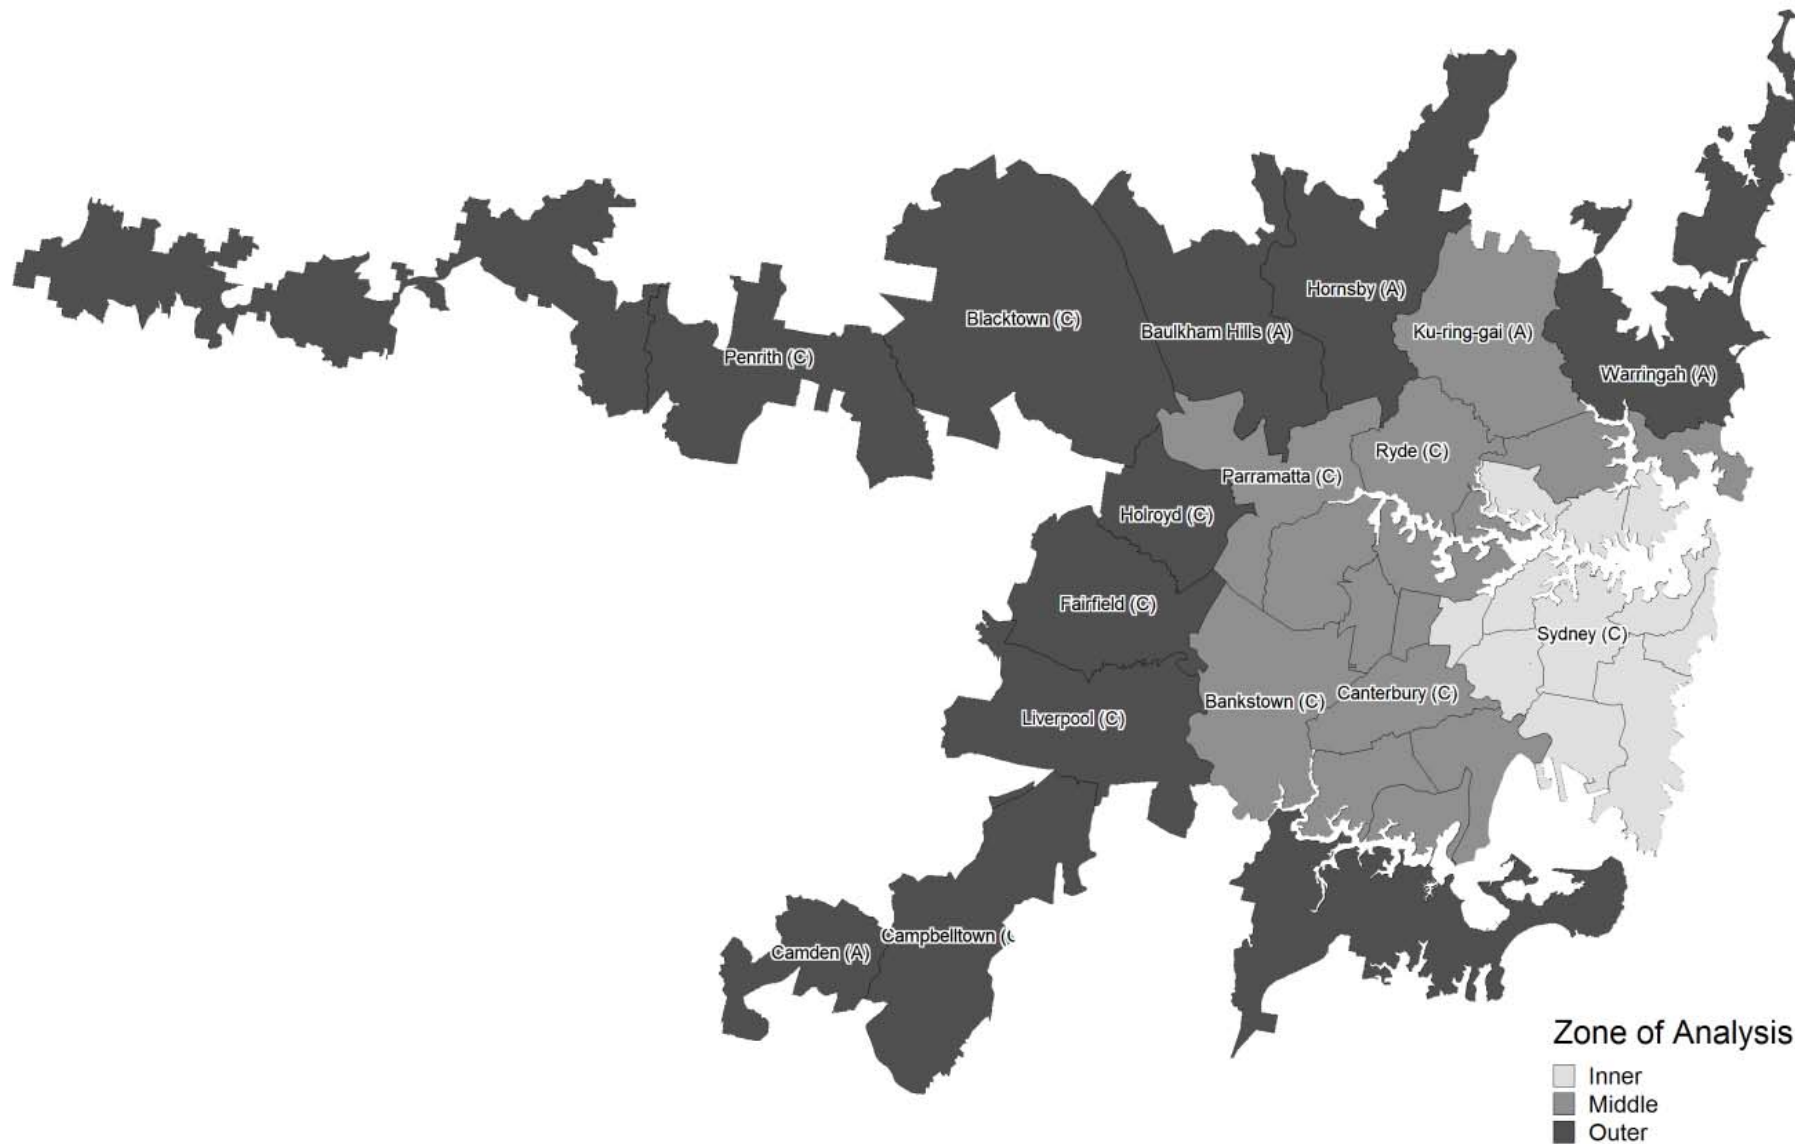 Hornsby (A)
Blacktown (C)
Baulkham Hills (A)
Ku-ring-gai (A)
Penrith (C)
Warringah (A)
Ryde (C)
Parramatta (C)
Holroyd (C)
Fairfield (C)
Sydney (C)
Canterbury (C)
Bankstown (C)
Liverpool (C)
Campbelltown (C
Camden (A)
Zone of Analysis
Inner
Middle
Outer